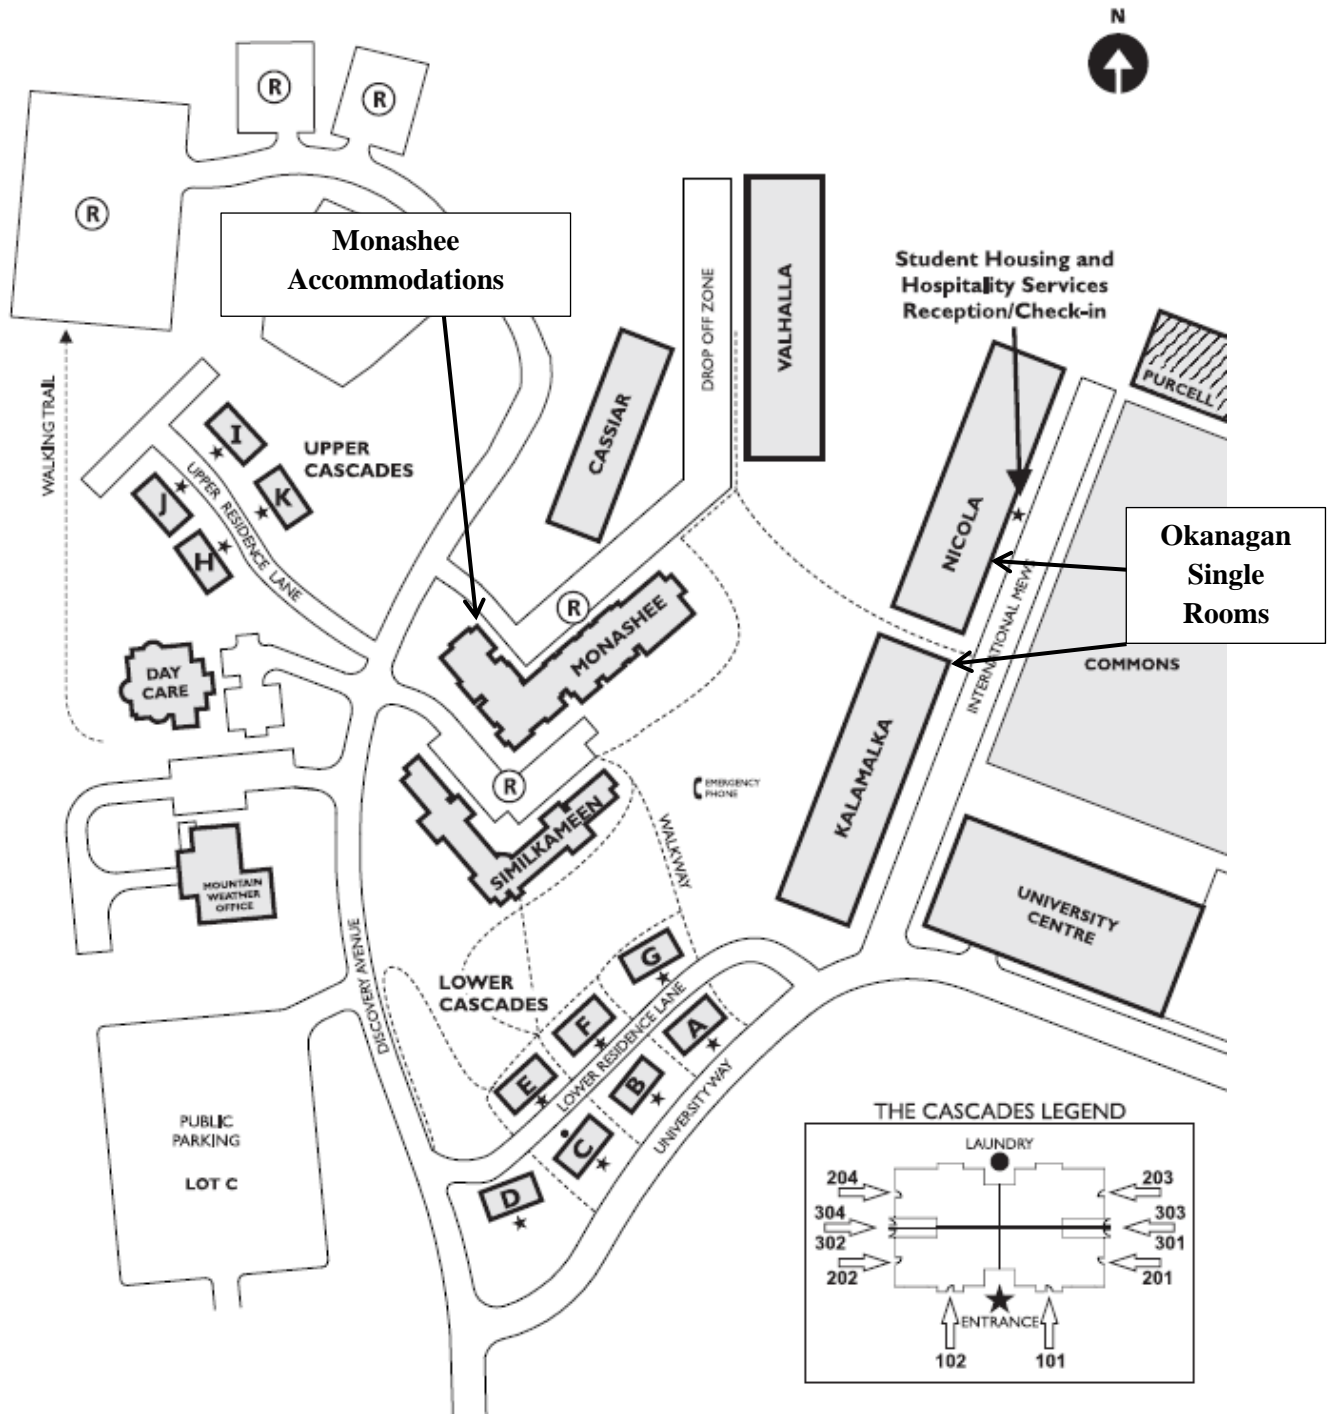 N
R
R
R
Monashee
Accommodations
DROP OFF ZONE
VALHALLA
Student Housing and
Hospitality Services
Reception/Check-in
PURCELL
CASSIAR
WALKING TRAIL
I
UPPER
CASCADES
K
J
H
UPPER RESIDENCE LANE
NICOLA
Okanagan
Single
Rooms
INTERNATIONAL MEWS
COMMONS
R
MONASHEE
DAY
CARE
KALAMALKA
R
EMERGENCY
PHONE
SIMILKAMEEN
WALKWAY
MOUNTAIN
WEATHER
OFFICE
UNIVERSITY
CENTRE
DISCOVERY AVENUE
LOWER
CASCADES
G
F
A
E
B
LOWER RESIDENCE LANE
C
D
UNIVERSITY WAY
PUBLIC
PARKING
LOT C
THE CASCADES LEGEND
LAUNDRY
204
203
304
303
302
301
202
201
ENTRANCE
102
101